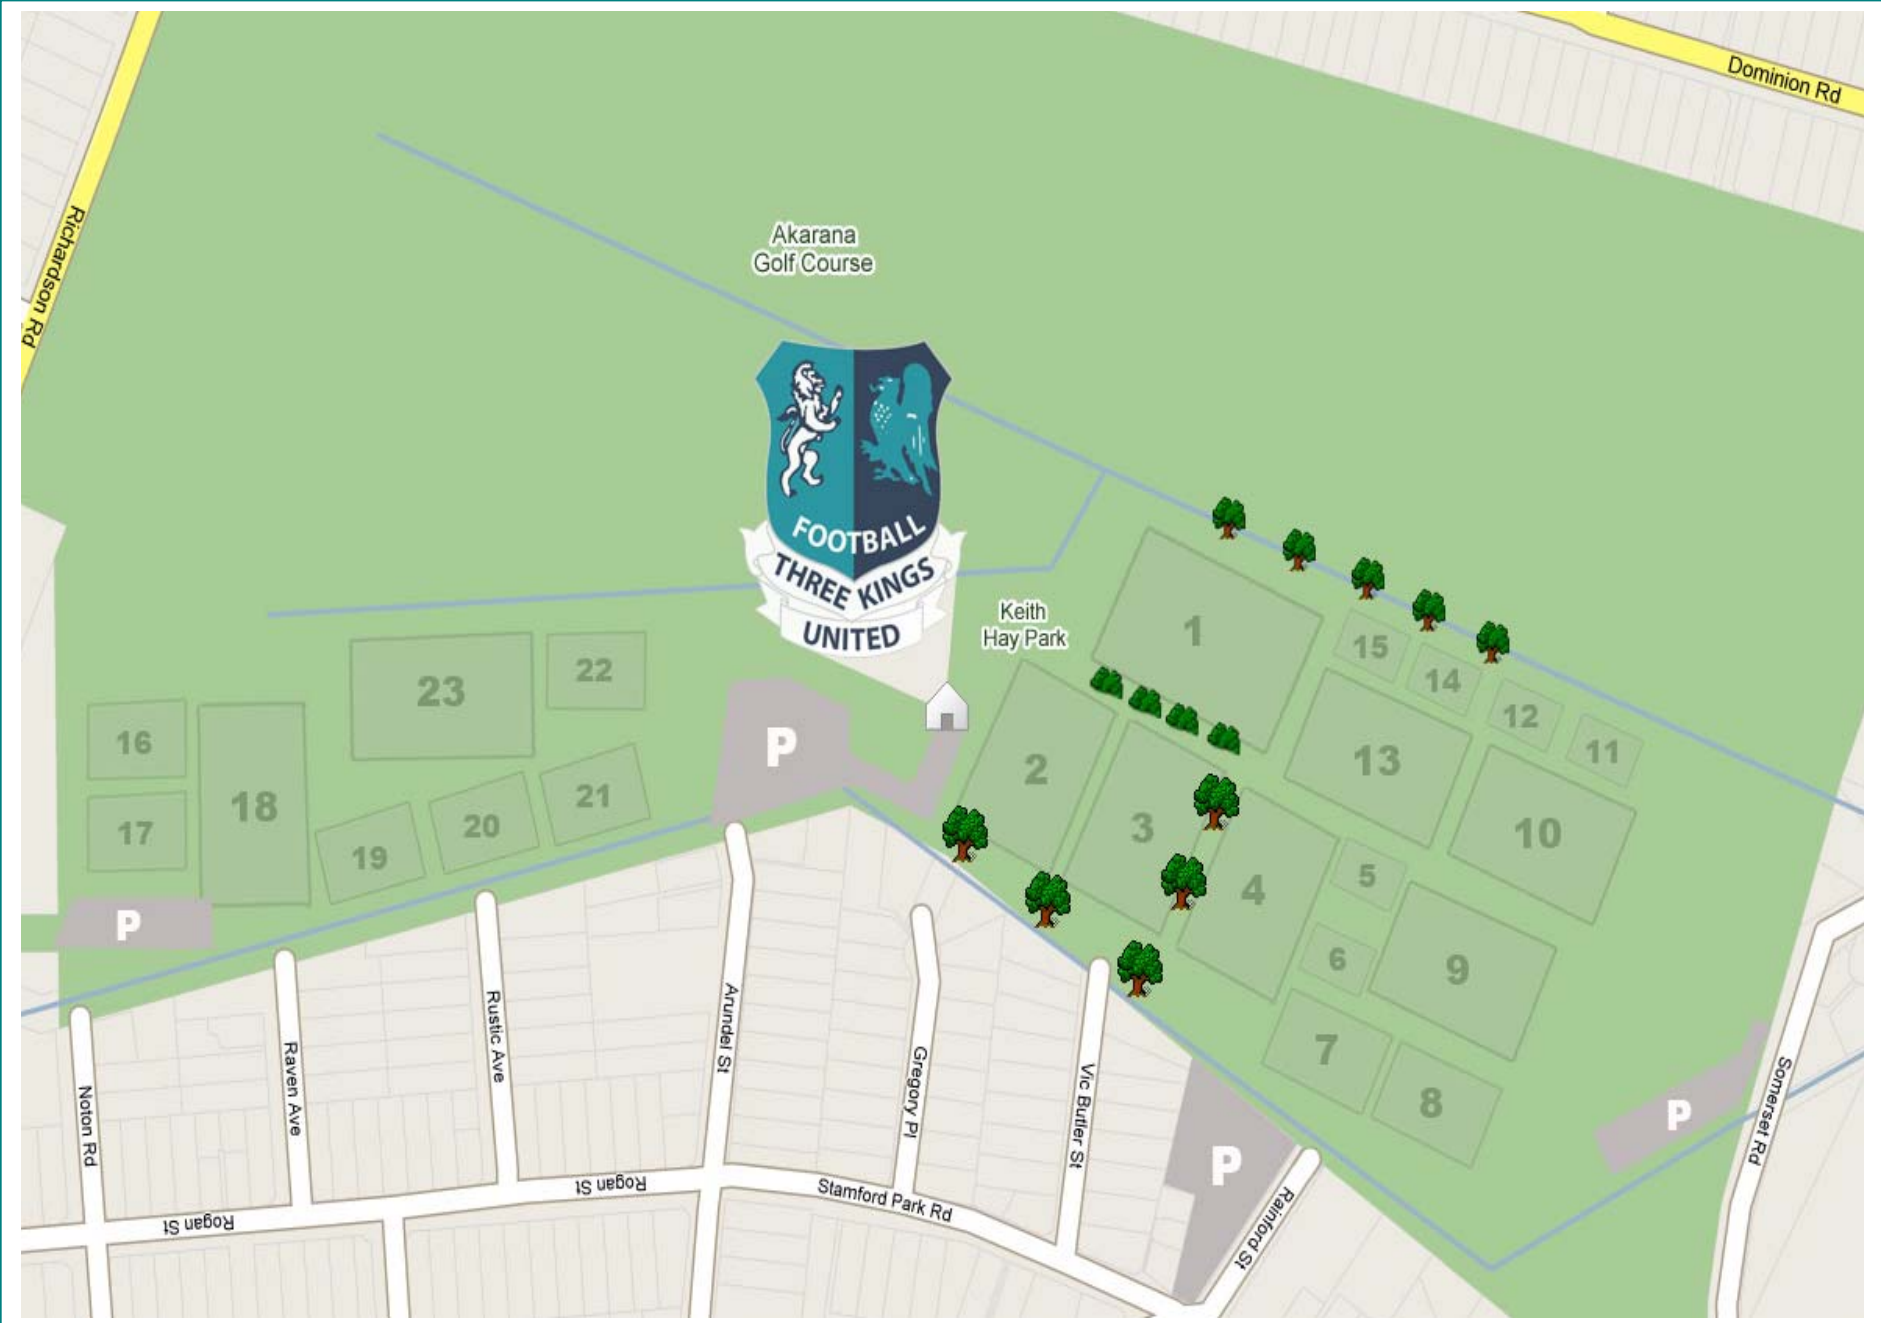 Dominion Rd
Richardson Rd
Akarana
Golf Course
FOOTBALL
THREE KINGS
UNITED
Keith
Hay Park
1
15
14
12
11
13
10
2
3
4
5
6
9
7
8
23
22
16
17
18
19
20
21
P
P
P
P
Noton Rd
Raven Ave
Rustic Ave
Arundel St
Gregory Pl
Vic Butler St
Rainford St
Somerset Rd
Rogan St
Rogan St
Stamford Park Rd